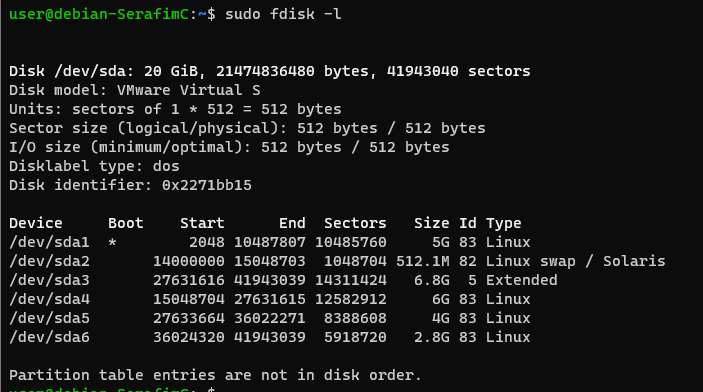 user@debian-SerafimC:~$ sudo fdisk -l
Disk /dev/sda: 20 GiB, 21474836480 bytes, 41943040 sectors
Disk model: VMware Virtual S
Units: sectors of 1 * 512 = 512 bytes
Sector size (logical/physical): 512 bytes / 512 bytes
I/O size (minimum/optimal): 512 bytes / 512 bytes
Disklabel type: dos
Disk identifier: 0x2271bb15
Device     Boot    Start      End  Sectors   Size Id Type
/dev/sda1  *        2048 10487807 10485760     5G 83 Linux
/dev/sda2       14000000 15048703  1048704 512.1M 82 Linux swap / Solaris
/dev/sda3       27631616 41943039 14311424   6.8G  5 Extended
/dev/sda4       15048704 27631615 12582912     6G 83 Linux
/dev/sda5       27633664 36022271  8388608     4G 83 Linux
/dev/sda6       36024320 41943039  5918720   2.8G 83 Linux
Partition table entries are not in disk order.
user@debian-SerafimC:~$